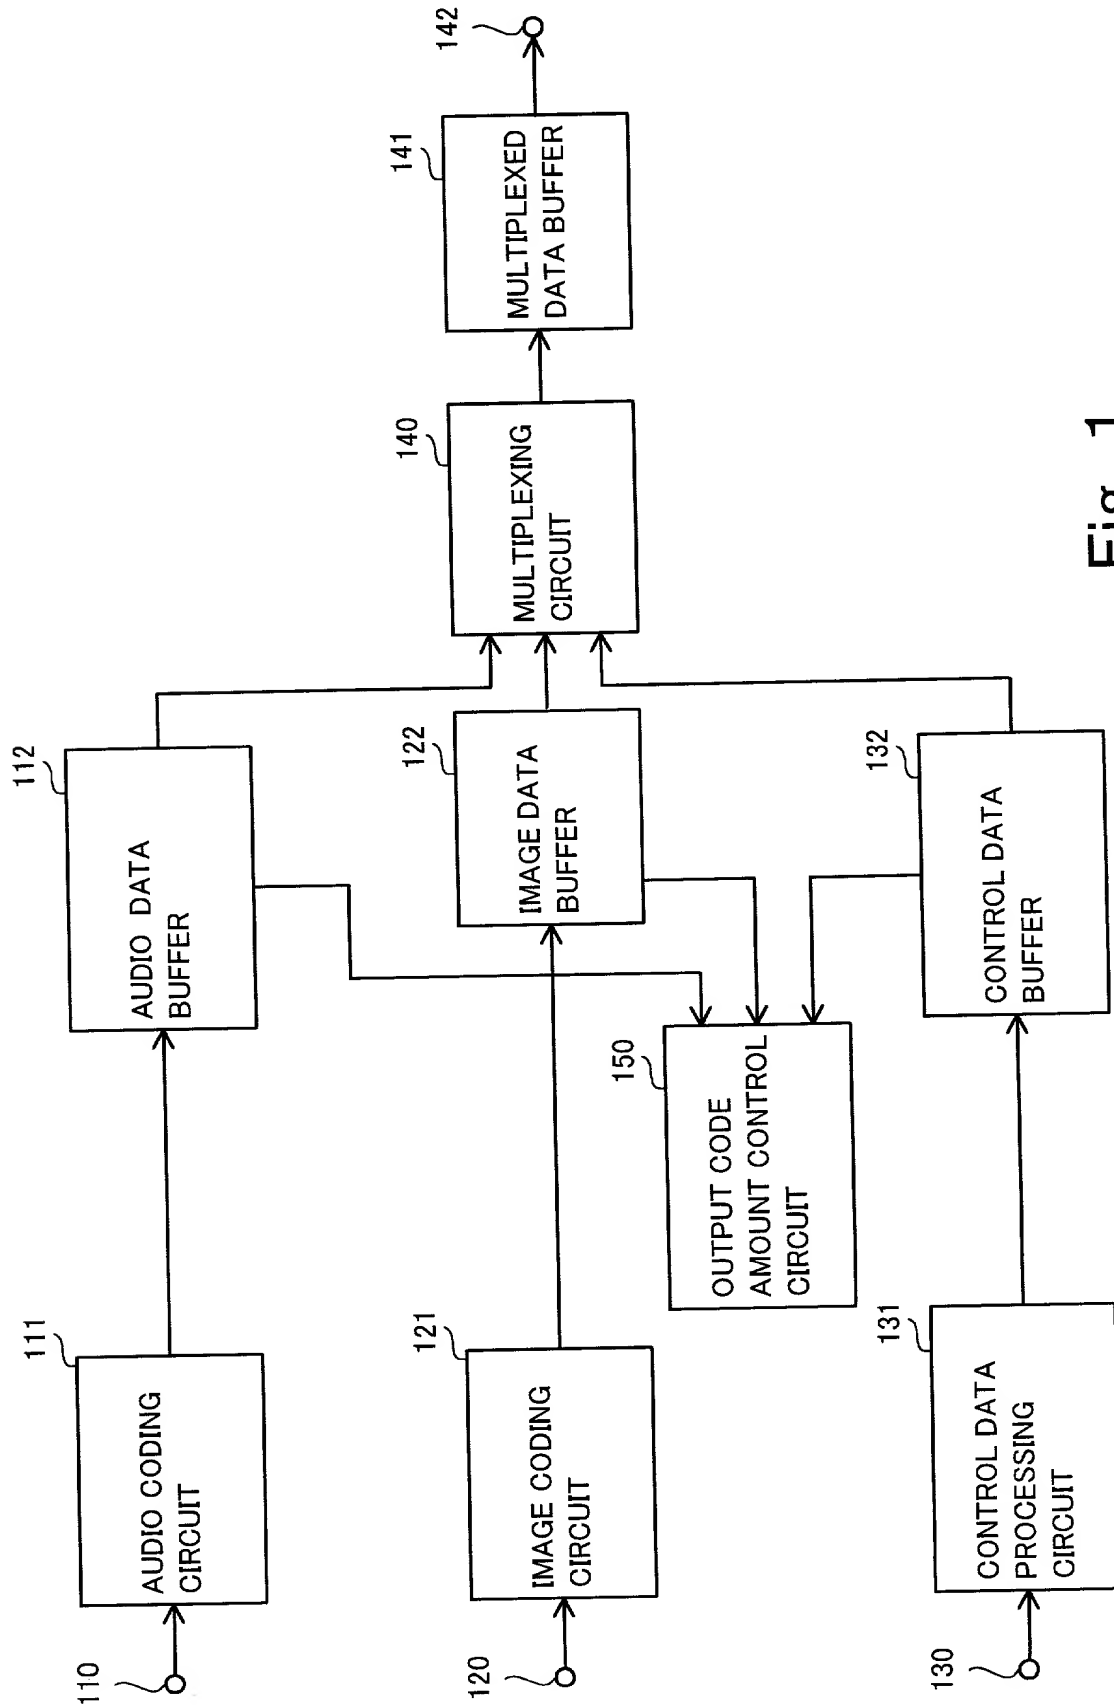 110
111
AUDIO CODING
CIRCUIT
112
AUDIO DATA
BUFFER
120
121
IMAGE CODING
CIRCUIT
122
IMAGE DATA
BUFFER
140
MULTIPLEXING
CIRCUIT
141
MULTIPLEXED
DATA BUFFER
142
150
OUTPUT CODE
AMOUNT CONTROL
CIRCUIT
130
131
CONTROL DATA
PROCESSING
CIRCUIT
132
CONTROL DATA
BUFFER
Fig. 1